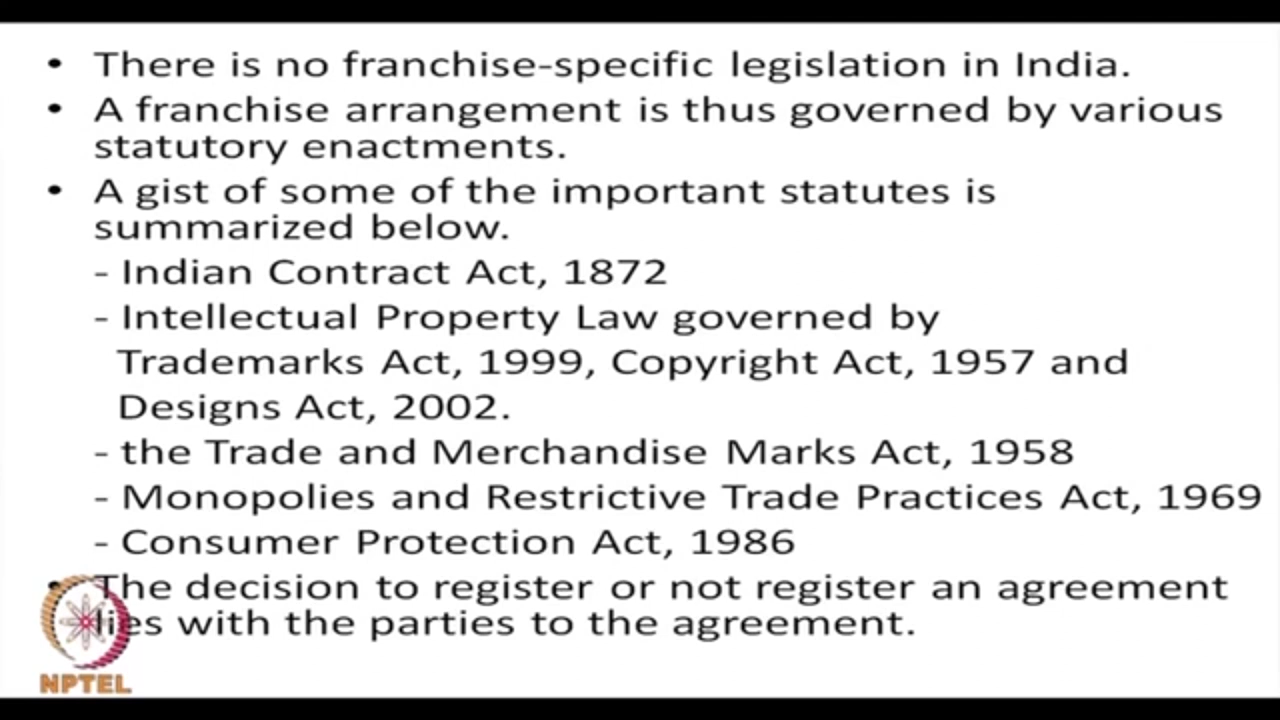 • There is no franchise-specific legislation in India.
• A franchise arrangement is thus governed by various
statutory enactments.
• A gist of some of the important statutes is
summarized below.
- Indian Contract Act, 1872
- Intellectual Property Law governed by
Trademarks Act, 1999, Copyright Act, 1957 and
Designs Act, 2002.
- the Trade and Merchandise Marks Act, 1958
- Monopolies and Restrictive Trade Practices Act, 1969
- Consumer Protection Act, 1986
• The decision to register or not register an agreement
lies with the parties to the agreement.
NPTEL